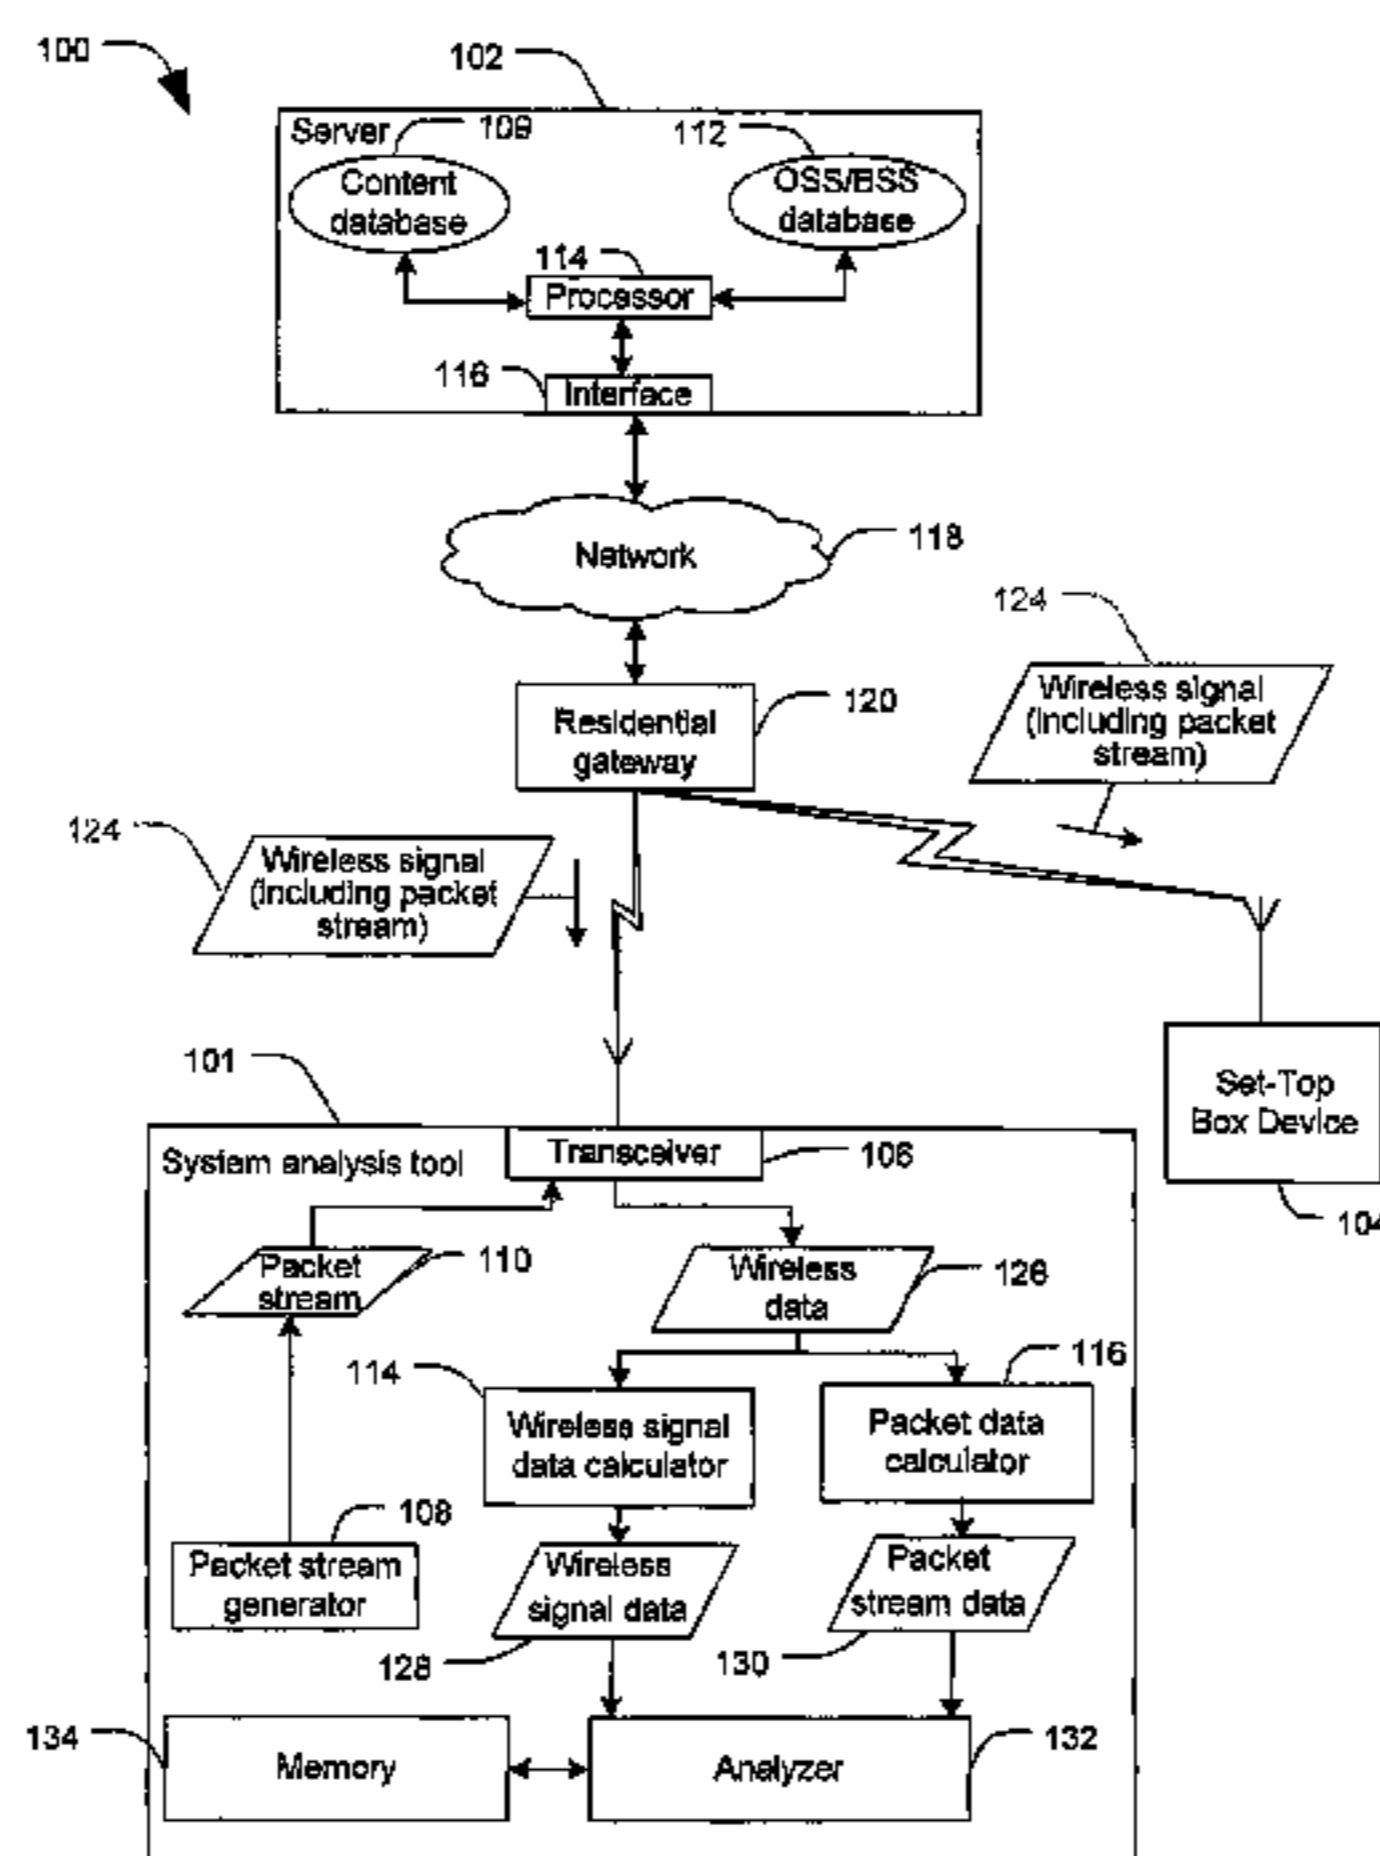 100
102
Server
109
112
Content
database
OSS/BSS
database
114
Processor
116
Interface
Network
118
124
Wireless signal
(including packet
stream)
Residential
gateway
120
124
Wireless signal
(including packet
stream)
101
Set-Top
Box Device
104
System analysis tool
Transceiver
106
Packet
stream
110
Wireless
data
126
114
116
Wireless signal
data calculator
Packet data
calculator
108
Packet stream
generator
Wireless
signal data
Packet
stream data
128
130
134
Memory
Analyzer
132